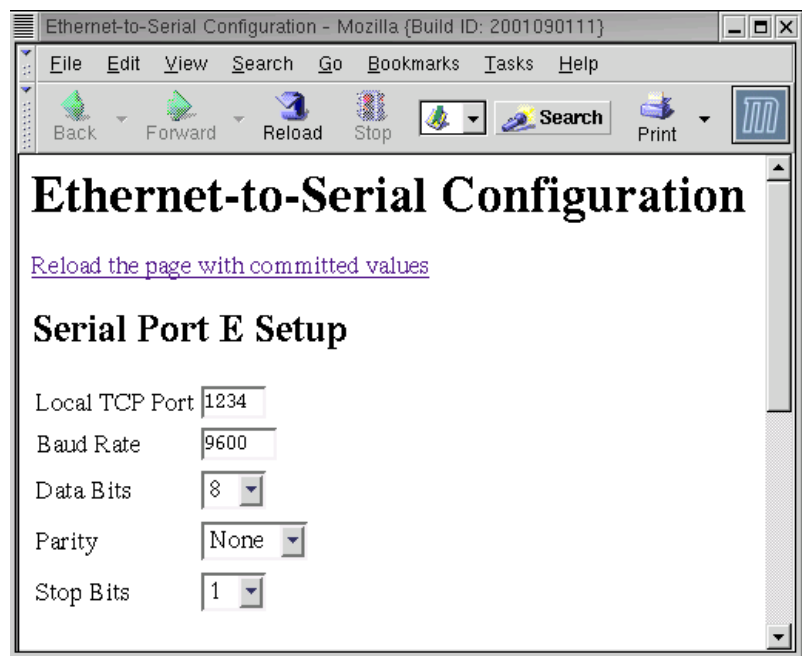 Ethernet-to-Serial Configuration - Mozilla {Build ID: 2001090111}
File Edit View Search Go Bookmarks Tasks Help
Back Forward Reload Stop Search Print
Ethernet-to-Serial Configuration
Reload the page with committed values
Serial Port E Setup
Local TCP Port 1234
Baud Rate 9600
Data Bits 8
Parity None
Stop Bits 1